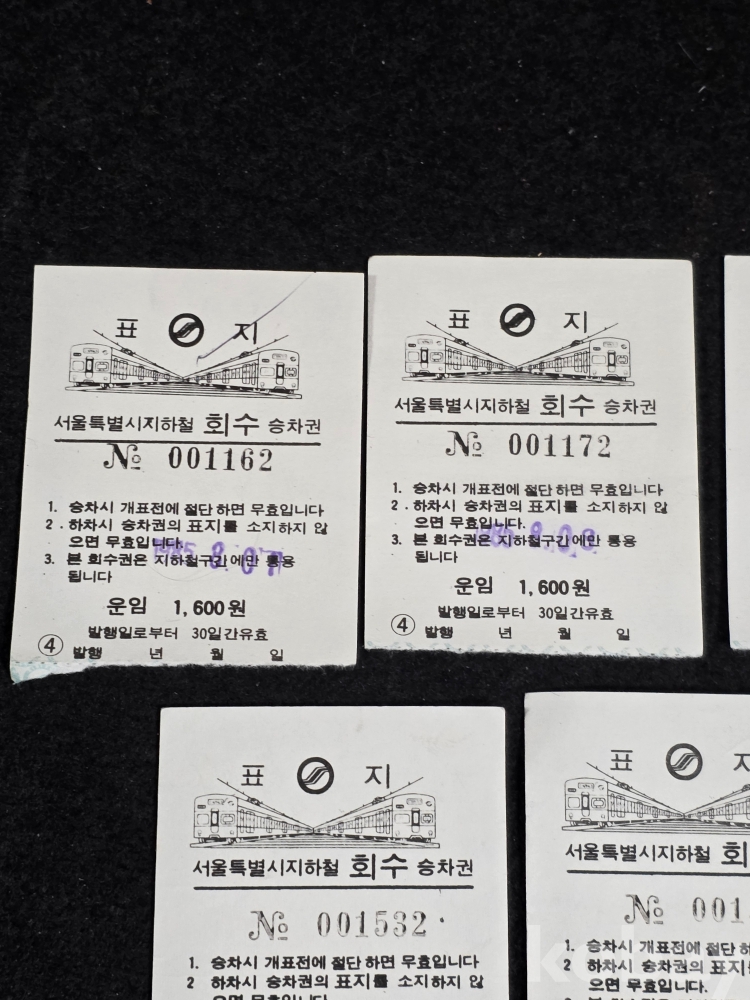 표 지
서울특별시지하철 회수 승차권
№ 001162
1. 승차시 개표전에 절단 하면 무효입니다
2. 하차시 승차권의 표지를 소지하지 않
으면 무효입니다.
3. 본 회수권은 지하철구간에만 통용
됩니다
1985. 8. 07
운임 1,600원
발행일로부터 30일간유효
④ 발행 년 월 일
표 지
서울특별시지하철 회수 승차권
№ 001172
1. 승차시 개표전에 절단 하면 무효입니다
2. 하차시 승차권의 표지를 소지하지 않
으면 무효입니다.
3. 본 회수권은 지하철구간에만 통용
됩니다
운임 1,600원
발행일로부터 30일간유효
④ 발행 년 월 일
표 지
서울특별시지하철 회수 승차권
№ 001532
1. 승차시 개표전에 절단 하면 무효입니다
2 하차시 승차권의 표지를 소지하지 않
으면 무효입니다
표
서울특별시지하철 회
№ 001
1. 승차시 개표전에 절단 하
2 하차시 승차권의 표지
으면 무효입니다.